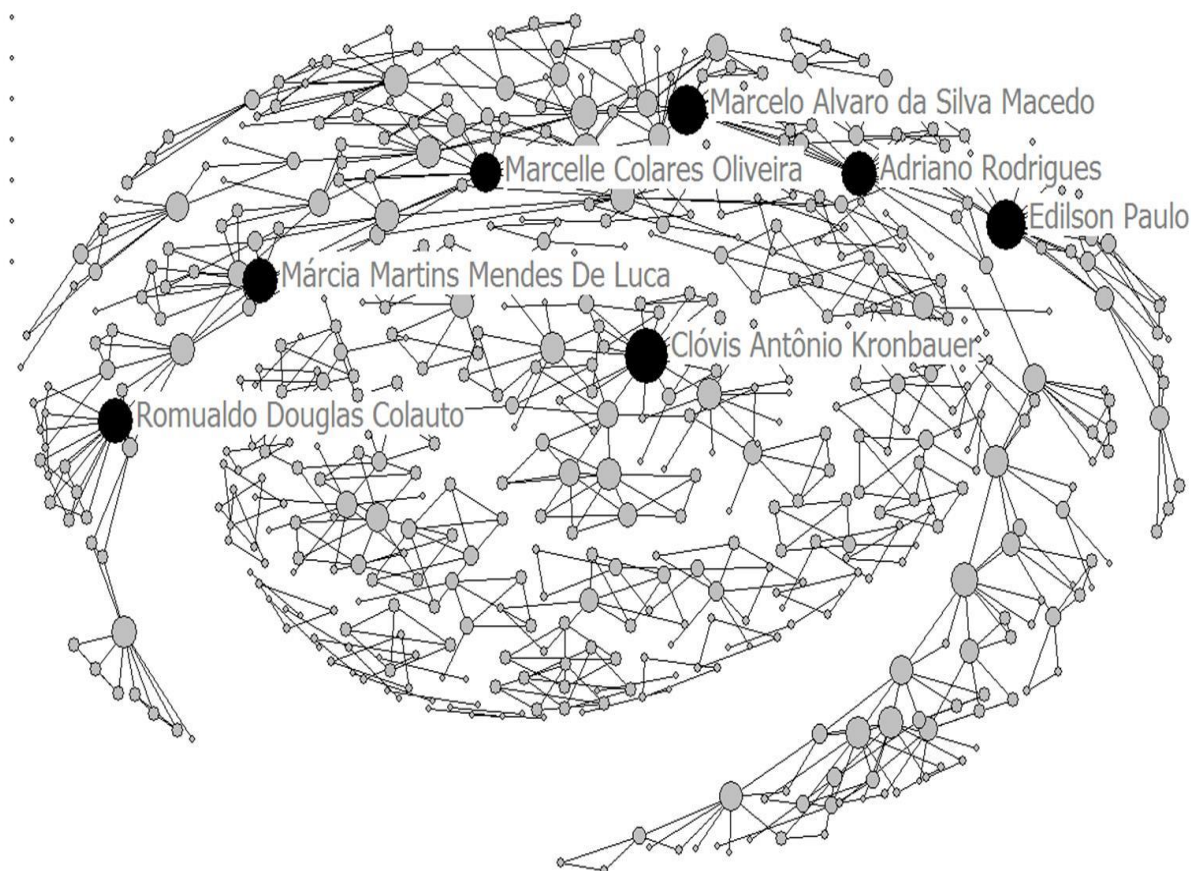 Marcelo Alvaro da Silva Macedo
Marcelle Colares Oliveira
Adriano Rodrigues
Edilson Paulo
Márcia Martins Mendes De Luca
Clóvis Antônio Kronbauer
Romualdo Douglas Colauto